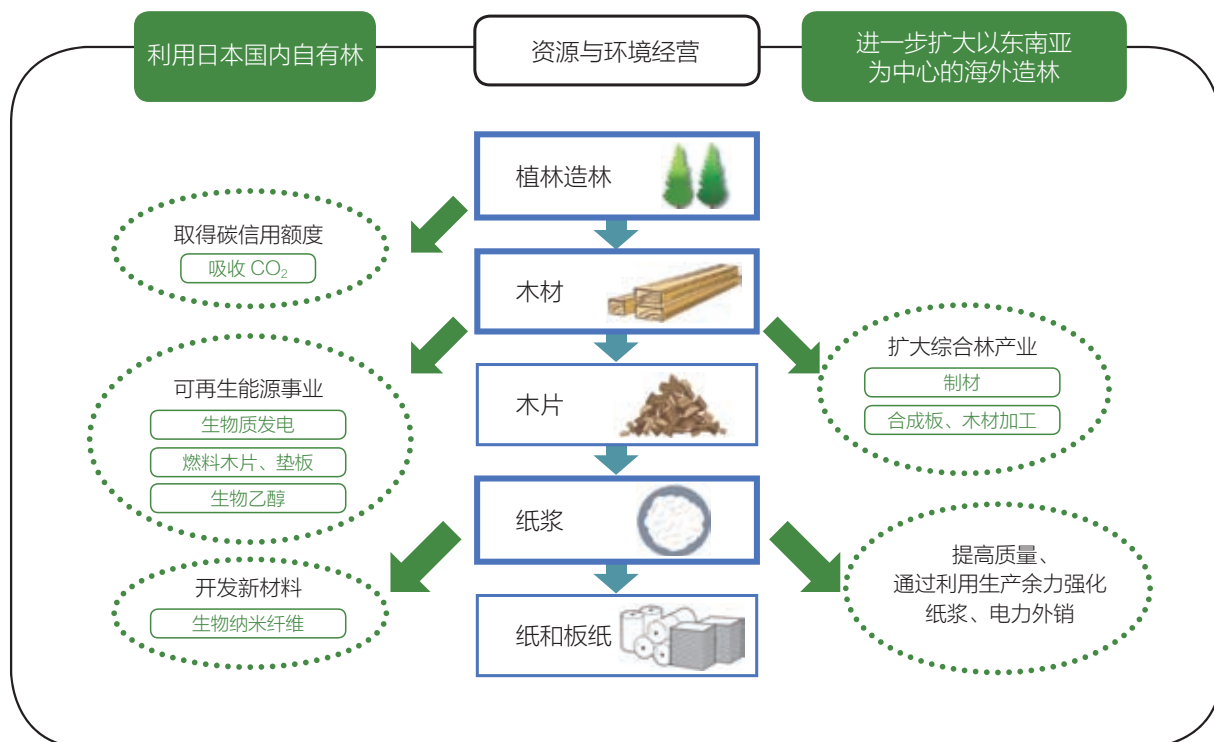 利用日本国内自有林
资源与环境经营
进一步扩大以东南亚
为中心的海外造林
植林造林
取得碳信用额度
吸收 CO₂
木材
扩大综合林产业
制材
合成板、木材加工
可再生能源事业
生物质发电
燃料木片、垫板
生物乙醇
木片
纸浆
提高质量、
通过利用生产余力强化
纸浆、电力外销
开发新材料
生物纳米纤维
纸和板纸